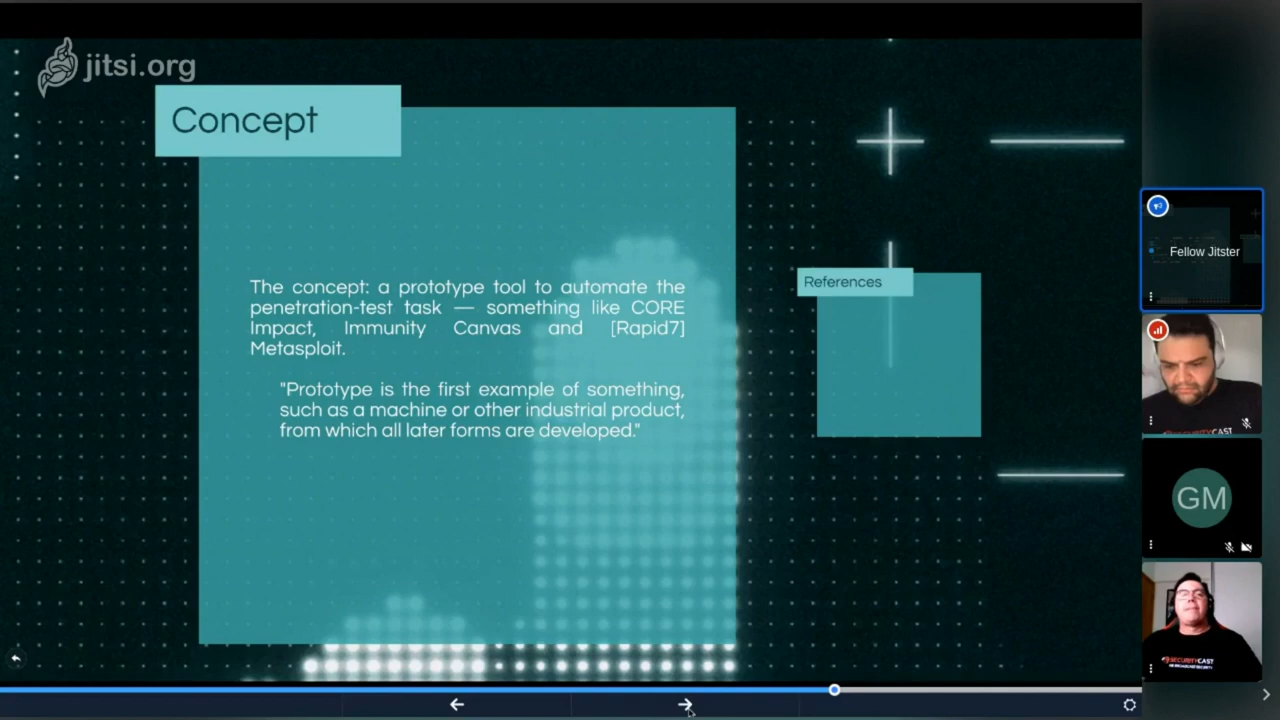 jitsi.org
Concept
The concept: a prototype tool to automate the
penetration-test task — something like CORE
Impact, Immunity Canvas and [Rapid7]
Metasploit.
"Prototype is the first example of something,
such as a machine or other industrial product,
from which all later forms are developed."
References
Fellow Jitster
SECURITYCAST
GM
SECURITYCAST